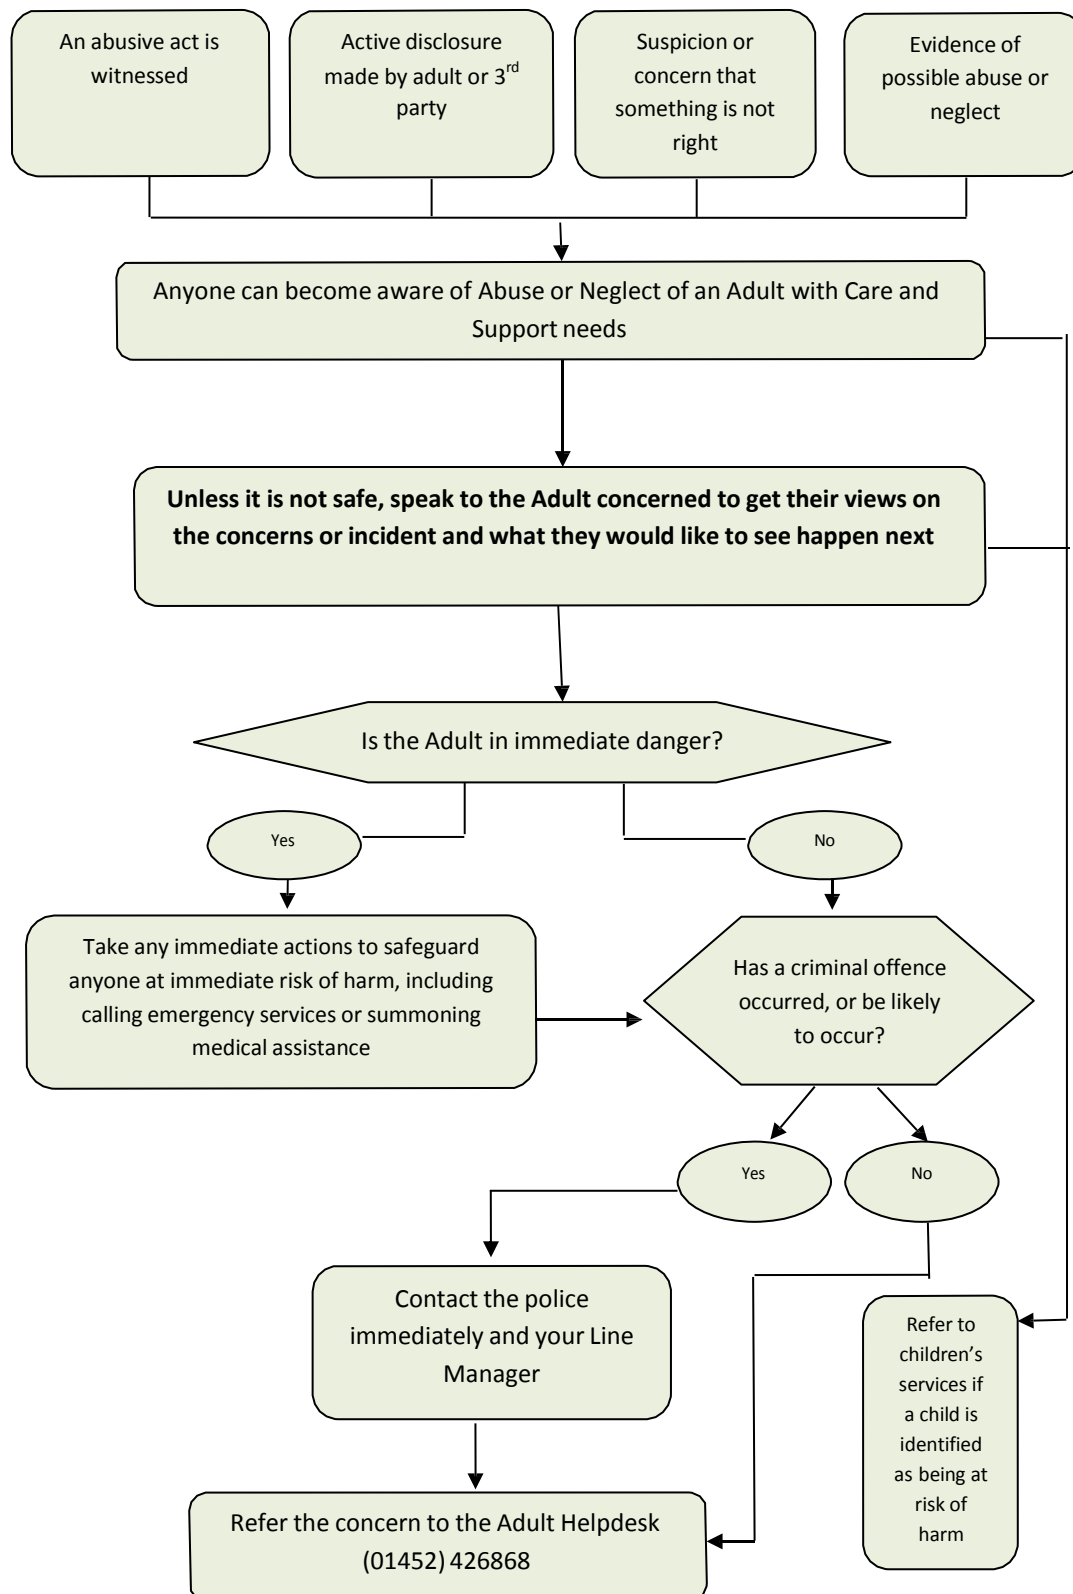 An abusive act is
witnessed
Active disclosure
made by adult or 3rd
party
Suspicion or
concern that
something is not
right
Evidence of
possible abuse or
neglect
Anyone can become aware of Abuse or Neglect of an Adult with Care and
Support needs
Unless it is not safe, speak to the Adult concerned to get their views on
the concerns or incident and what they would like to see happen next
Is the Adult in immediate danger?
Yes
No
Take any immediate actions to safeguard
anyone at immediate risk of harm, including
calling emergency services or summoning
medical assistance
Has a criminal offence
occurred, or be likely
to occur?
Yes
No
Contact the police
immediately and your Line
Manager
Refer to
children’s
services if
a child is
identified
as being at
risk of
harm
Refer the concern to the Adult Helpdesk
(01452) 426868